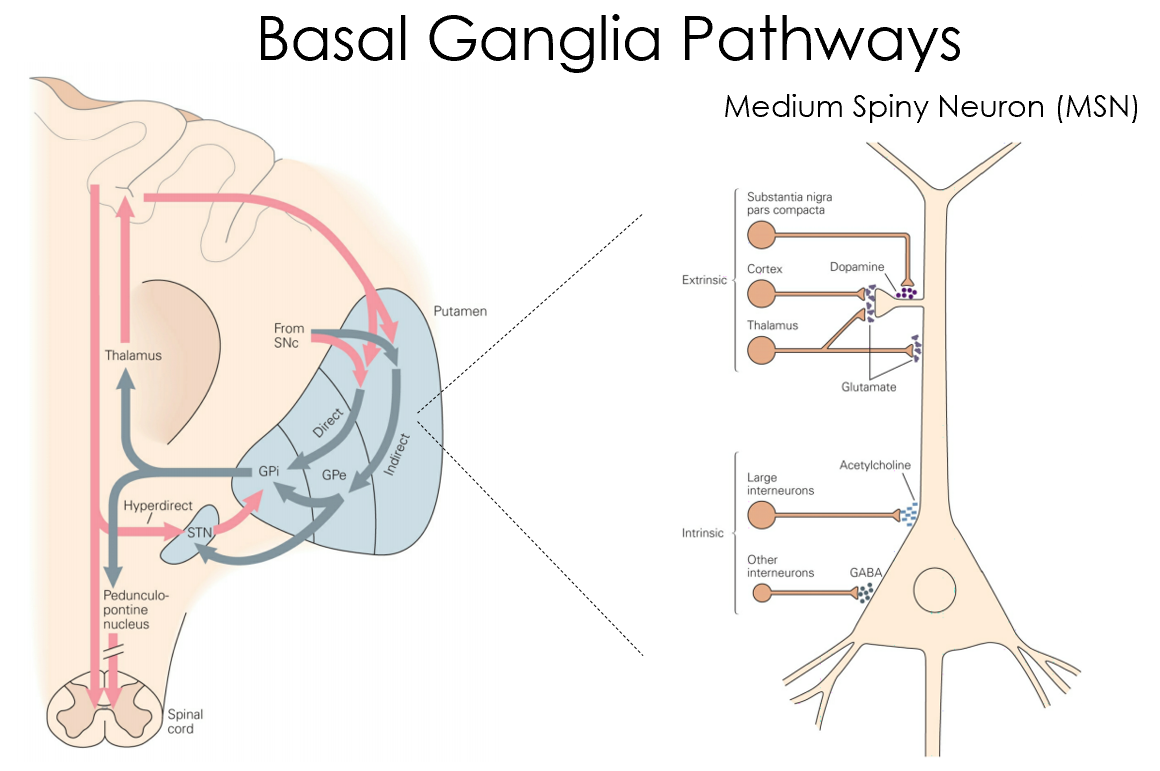 Basal Ganglia Pathways
Medium Spiny Neuron (MSN)
Putamen
From
SNc
Thalamus
Direct
Indirect
GPi
GPe
Hyperdirect
STN
Pedunculo-
pontine
nucleus
Spinal
cord
Substantia nigra
pars compacta
Extrinsic
Cortex
Dopamine
Thalamus
Glutamate
Acetylcholine
Large
interneurons
Intrinsic
Other
interneurons
GABA